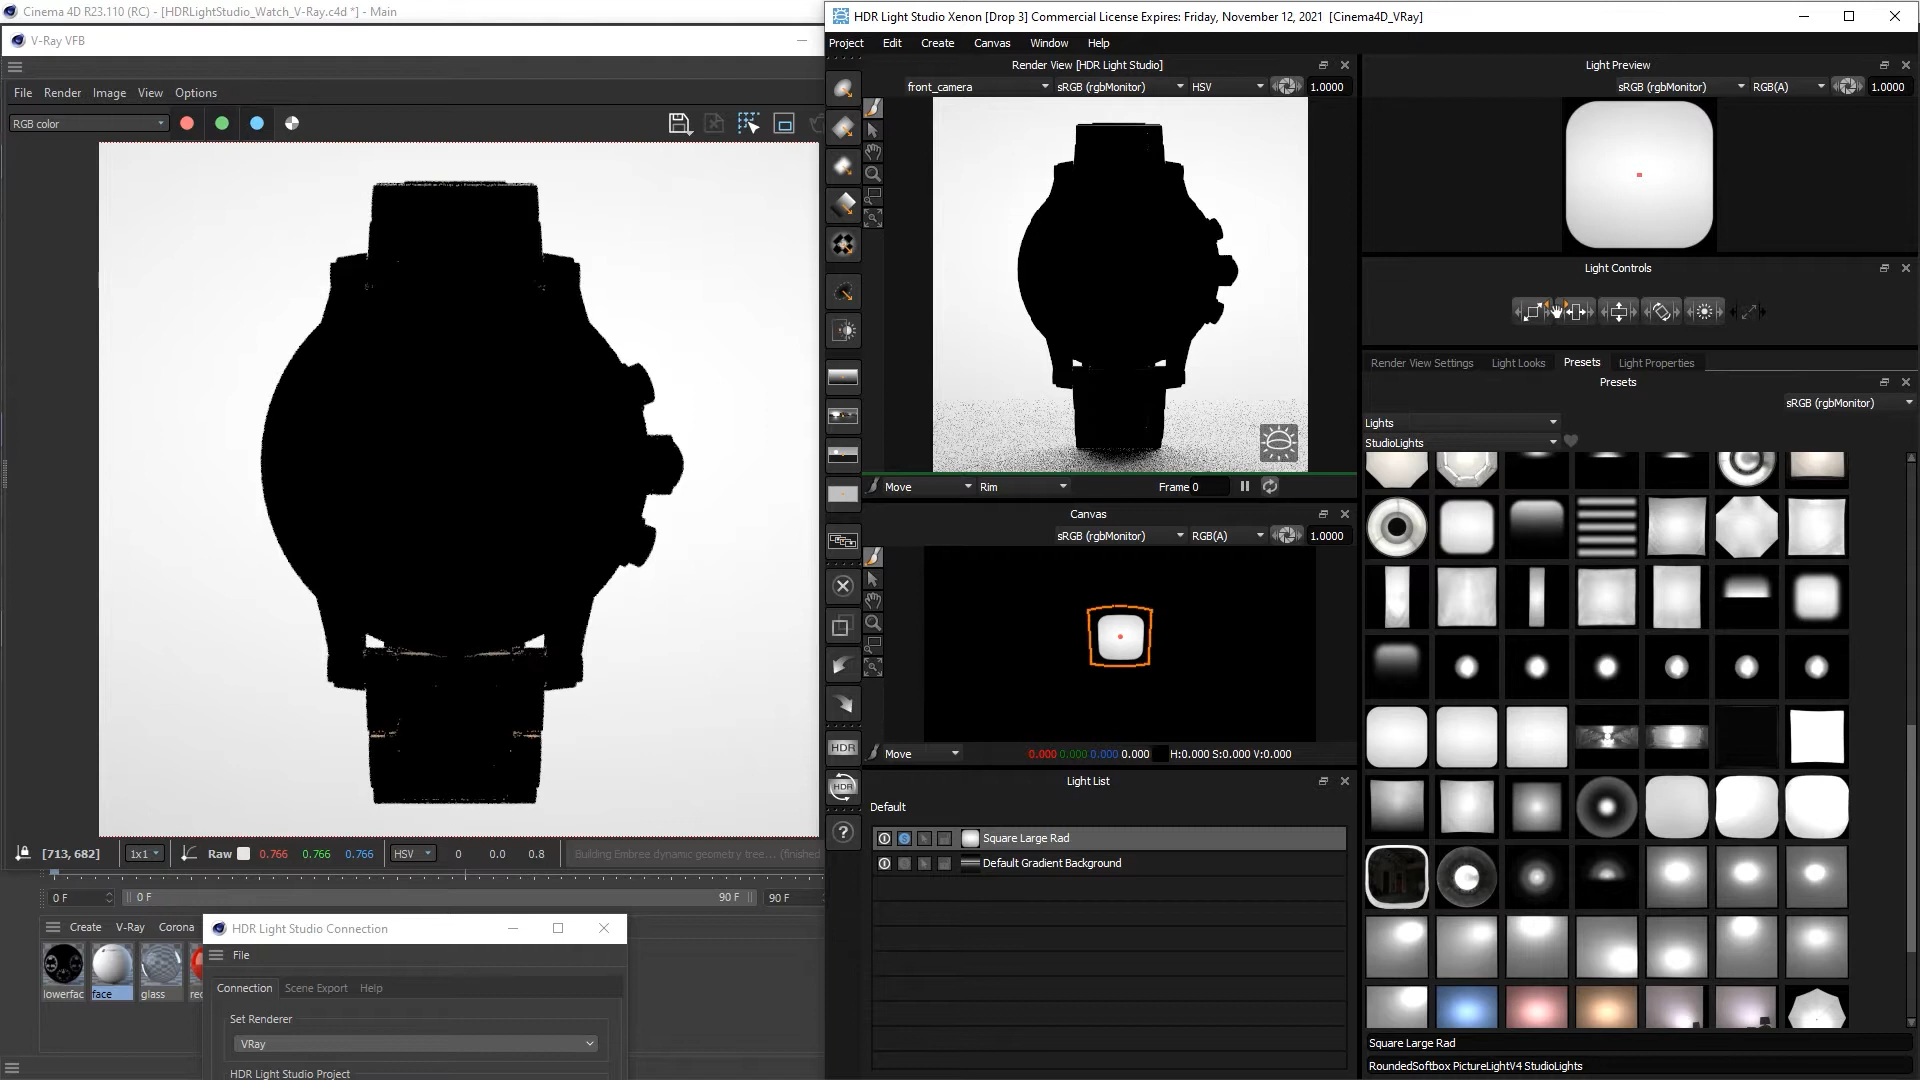 Cinema 4D R23.110 (RC) - [HDRLightStudio_Watch_V-Ray.c4d *] - Main
V-Ray VFB
File Render Image View Options
RGB color
[713, 682] 1x1 Raw 0.766 0.766 0.766 HSV 0 0.0 0.8 Building Embree dynamic geometry tree... (finished
0 F 0 F 90 F 90 F
Create V-Ray Corona
lowerfac face glass rec
HDR Light Studio Connection
File
Connection Scene Export Help
Set Renderer
VRay
HDR Light Studio Project
HDR Light Studio Xenon [Drop 3] Commercial License Expires: Friday, November 12, 2021 [Cinema4D_VRay]
Project Edit Create Canvas Window Help
Render View [HDR Light Studio]
front_camera sRGB (rgbMonitor) HSV 1.0000
Move Rim Frame 0
Canvas
sRGB (rgbMonitor) RGB(A) 1.0000
Move 0.000 0.000 0.000 0.000 H:0.000 S:0.000 V:0.000
HDR
HDR
Light List
Default
Square Large Rad
Default Gradient Background
Light Preview
sRGB (rgbMonitor) RGB(A) 1.0000
Light Controls
Render View Settings Light Looks Presets Light Properties
Presets
sRGB (rgbMonitor)
Lights
StudioLights
Square Large Rad
RoundedSoftbox PictureLightV4 StudioLights